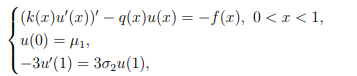 (k(x)u′(x))′ − q(x)u(x) = −f(x), 0 < x < 1,
u(0) = μ₁,
−3u′(1) = 3σ₂u(1),